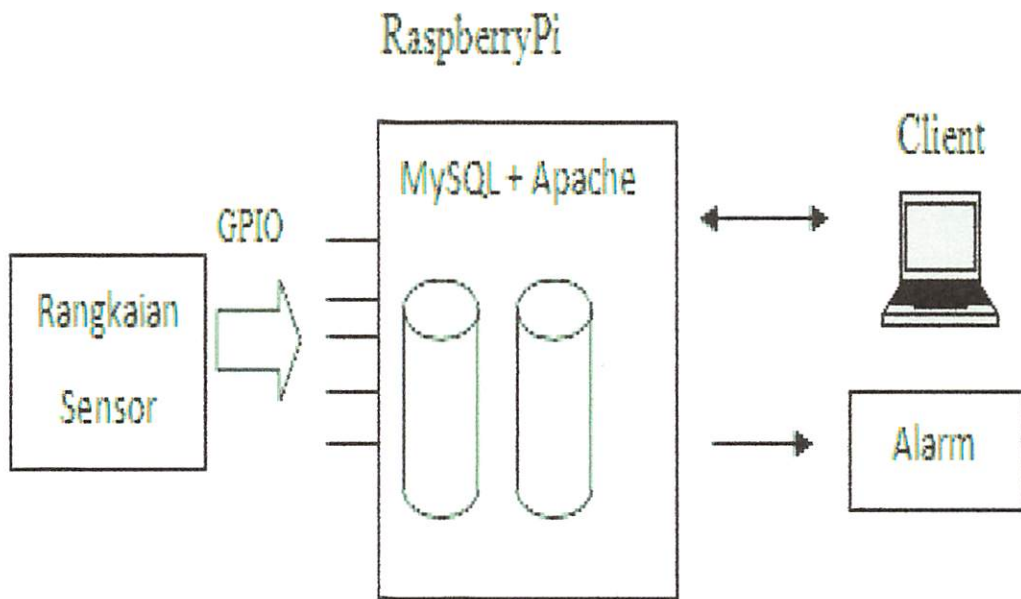 RaspberryPi
Client
MySQL + Apache
GPIO
Rangkaian
Sensor
Alarm